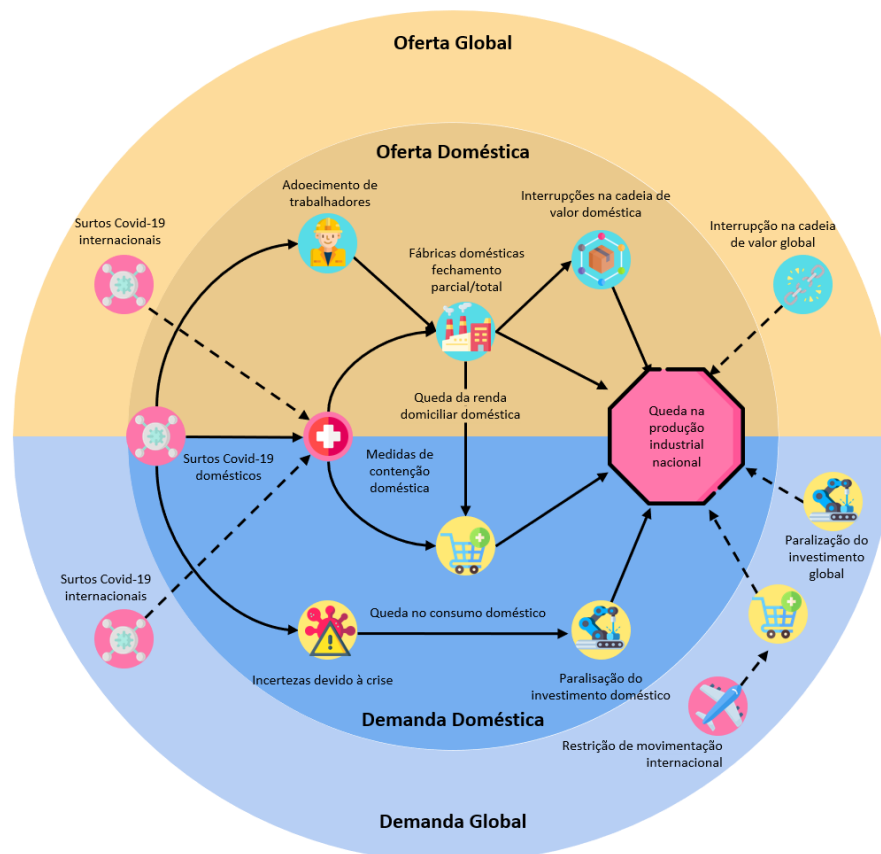 Oferta Global
Oferta Doméstica
Adoecimento de
trabalhadores
Interrupções na cadeia de
valor doméstica
Surtos Covid-19
internacionais
Interrupção na cadeia
de valor global
Fábricas domésticas
fechamento
parcial/total
Queda da renda
domiciliar doméstica
Queda na
produção
industrial
nacional
Surtos Covid-19
domésticos
Medidas de
contenção
doméstica
Paralização do
investimento
global
Surtos Covid-19
internacionais
Queda no consumo doméstico
Incertezas devido à crise
Paralisação do
investimento doméstico
Demanda Doméstica
Restrição de movimentação
internacional
Demanda Global